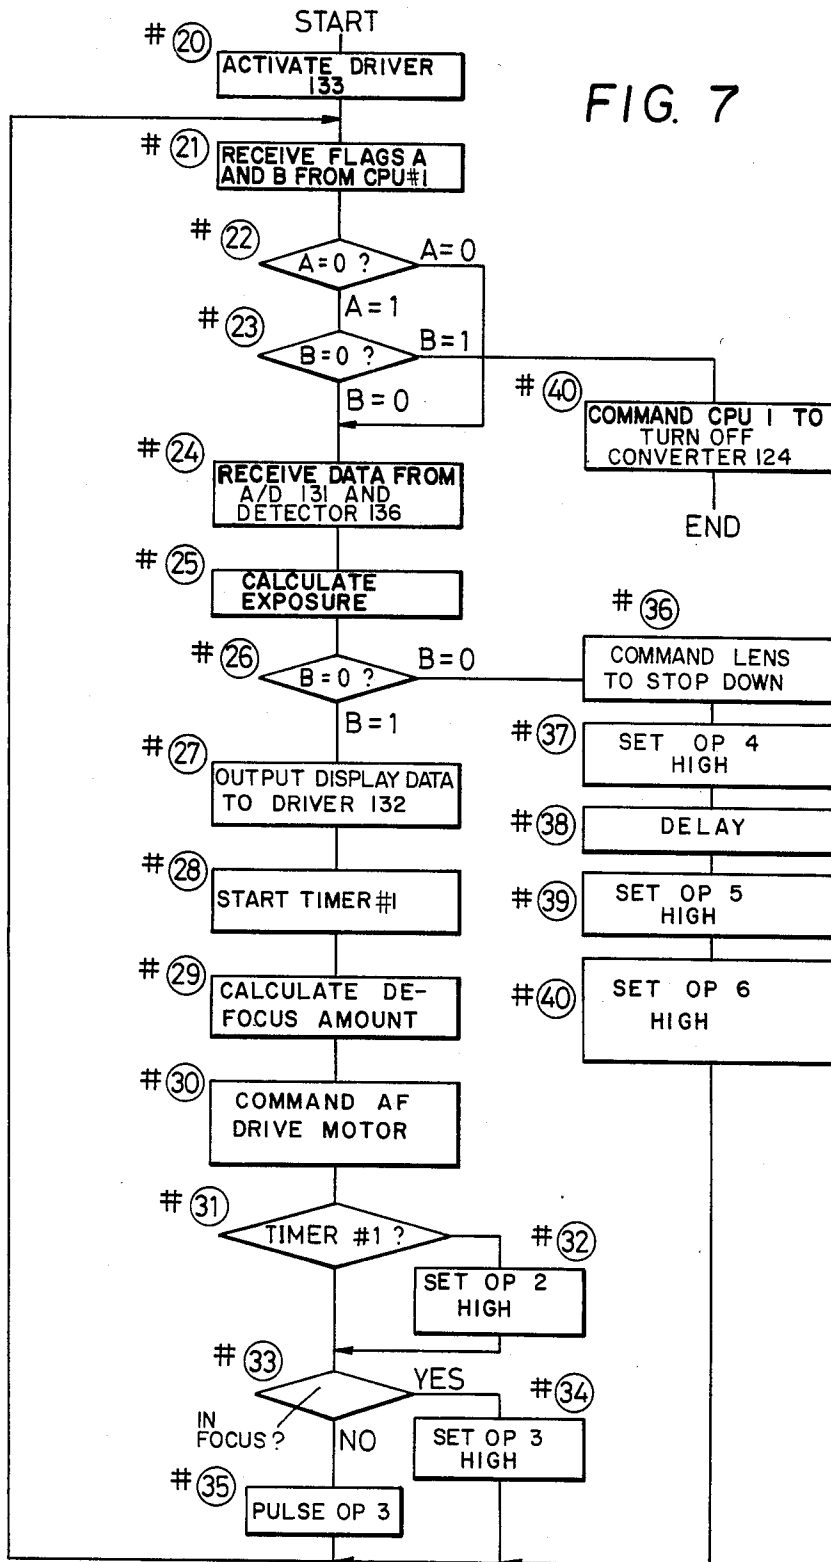 START
# 20
ACTIVATE DRIVER
133
FIG. 7
# 21
RECEIVE FLAGS A
AND B FROM CPU#1
# 22
A=0 ?
A=0
A=1
# 23
B=0 ?
B=1
B=0
# 40
COMMAND CPU 1 TO
TURN OFF
CONVERTER 124
END
# 24
RECEIVE DATA FROM
A/D 131 AND
DETECTOR 136
# 25
CALCULATE
EXPOSURE
# 26
B=0 ?
B=0
B=1
# 36
COMMAND LENS
TO STOP DOWN
# 27
OUTPUT DISPLAY DATA
TO DRIVER 132
# 37
SET OP 4
HIGH
# 38
DELAY
# 28
START TIMER #1
# 39
SET OP 5
HIGH
# 29
CALCULATE DE-
FOCUS AMOUNT
# 40
SET OP 6
HIGH
# 30
COMMAND AF
DRIVE MOTOR
# 31
TIMER #1 ?
# 32
SET OP 2
HIGH
# 33
IN
FOCUS?
YES
NO
# 34
SET OP 3
HIGH
# 35
PULSE OP 3